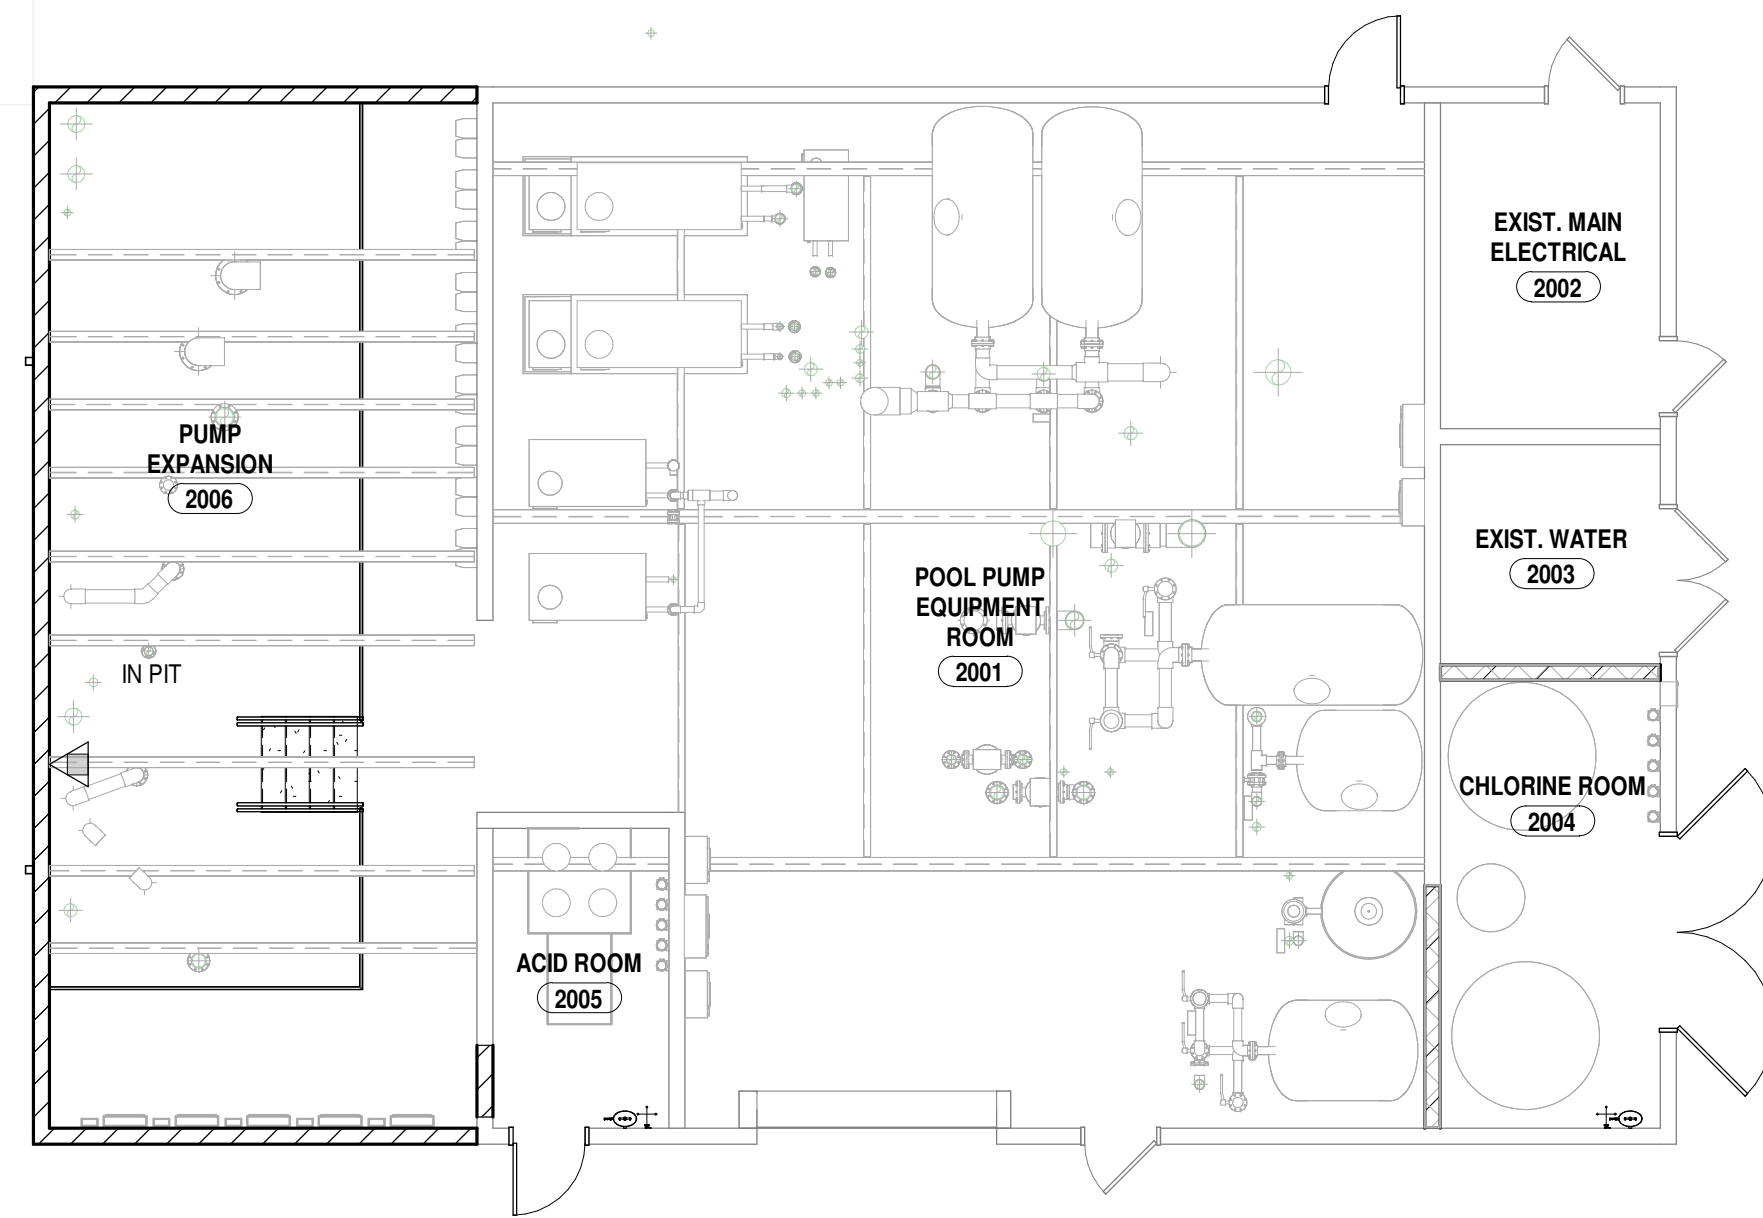 EXIST. MAIN
ELECTRICAL
2002
PUMP
EXPANSION
2006
EXIST. WATER
2003
POOL PUMP
EQUIPMENT
ROOM
2001
IN PIT
CHLORINE ROOM
2004
ACID ROOM
2005